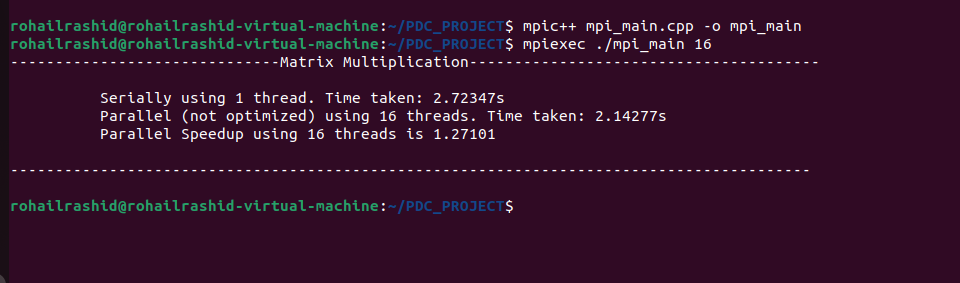 rohailrashid@rohailrashid-virtual-machine:~/PDC_PROJECT$ mpic++ mpi_main.cpp -o mpi_main
rohailrashid@rohailrashid-virtual-machine:~/PDC_PROJECT$ mpiexec ./mpi_main 16
------------------------------Matrix Multiplication---------------------------------------
Serially using 1 thread. Time taken: 2.72347s
Parallel (not optimized) using 16 threads. Time taken: 2.14277s
Parallel Speedup using 16 threads is 1.27101
-----------------------------------------------------------------------------------------
rohailrashid@rohailrashid-virtual-machine:~/PDC_PROJECT$